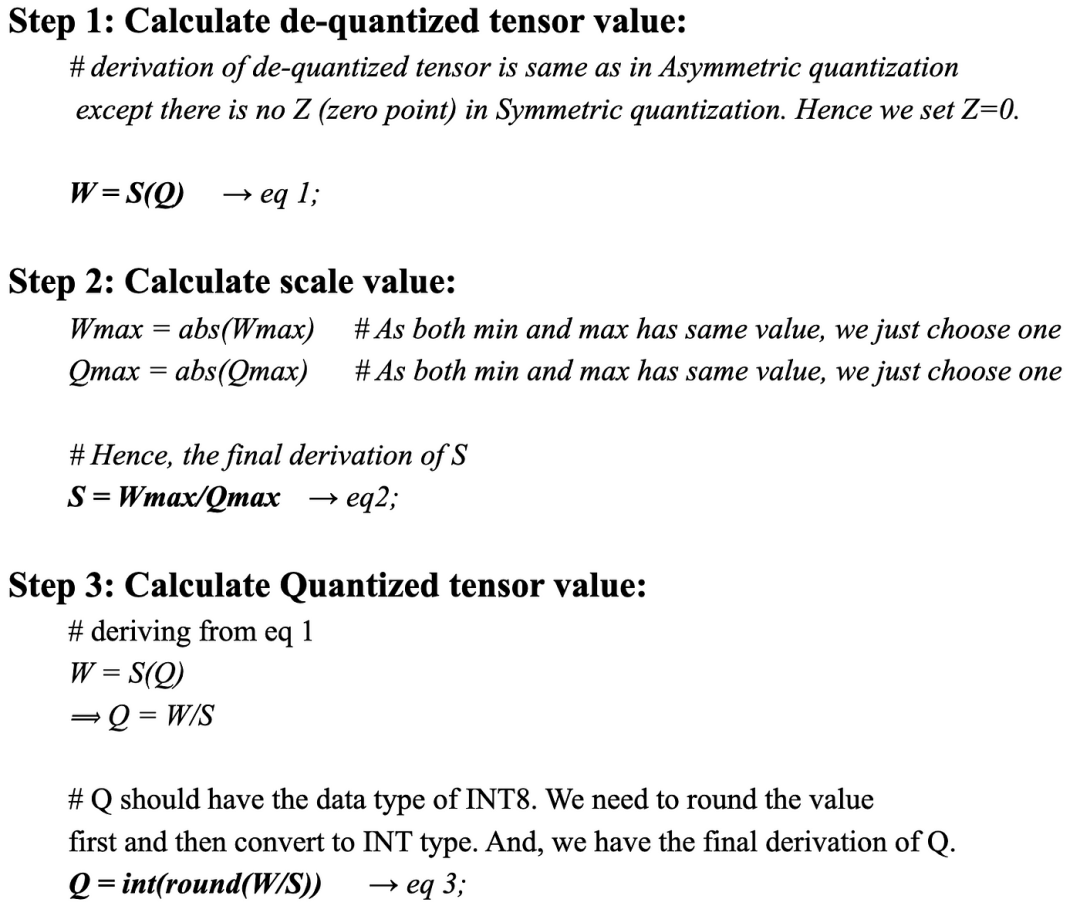 Step 1: Calculate de-quantized tensor value:
# derivation of de-quantized tensor is same as in Asymmetric quantization
except there is no Z (zero point) in Symmetric quantization. Hence we set Z=0.
W = S(Q) → eq 1;
Step 2: Calculate scale value:
Wmax = abs(Wmax) # As both min and max has same value, we just choose one
Qmax = abs(Qmax) # As both min and max has same value, we just choose one
# Hence, the final derivation of S
S = Wmax/Qmax → eq2;
Step 3: Calculate Quantized tensor value:
# deriving from eq 1
W = S(Q)
⟹ Q = W/S
# Q should have the data type of INT8. We need to round the value
first and then convert to INT type. And, we have the final derivation of Q.
Q = int(round(W/S)) → eq 3;